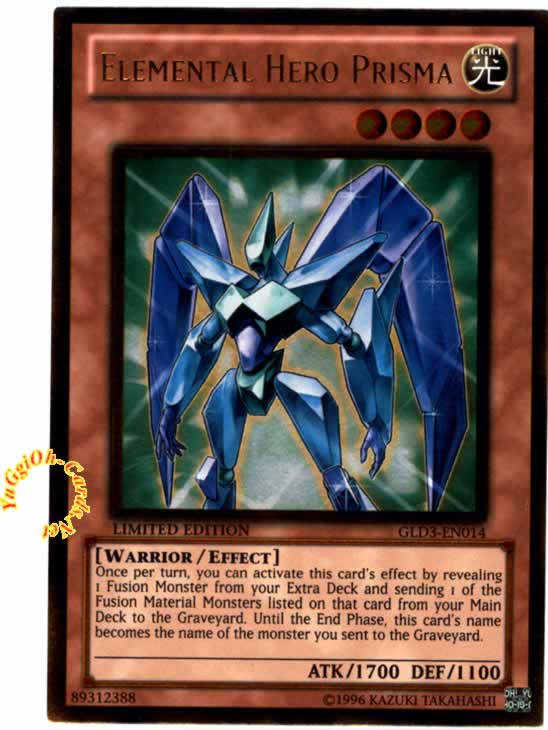 ELEMENTAL HERO PRISMA
LIGHT
光
YuGgiOh-Cards.Net
LIMITED EDITION GLD3-EN014
[WARRIOR/EFFECT]
Once per turn, you can activate this card's effect by revealing
1 Fusion Monster from your Extra Deck and sending 1 of the
Fusion Material Monsters listed on that card from your Main
Deck to the Graveyard. Until the End Phase, this card's name
becomes the name of the monster you sent to the Graveyard.
ATK/1700 DEF/1100
89312388 ©1996 KAZUKI TAKAHASHI